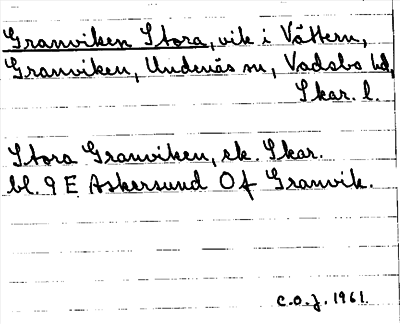 Granviken Stora, vik i Vättern,
Granviken, Undenäs sn, Vadsbo hd,
Skar. l.
Stora Granviken, ek. Skar.
bl. 9 E Askersund Of Granvik.
C.O.J. 1961.